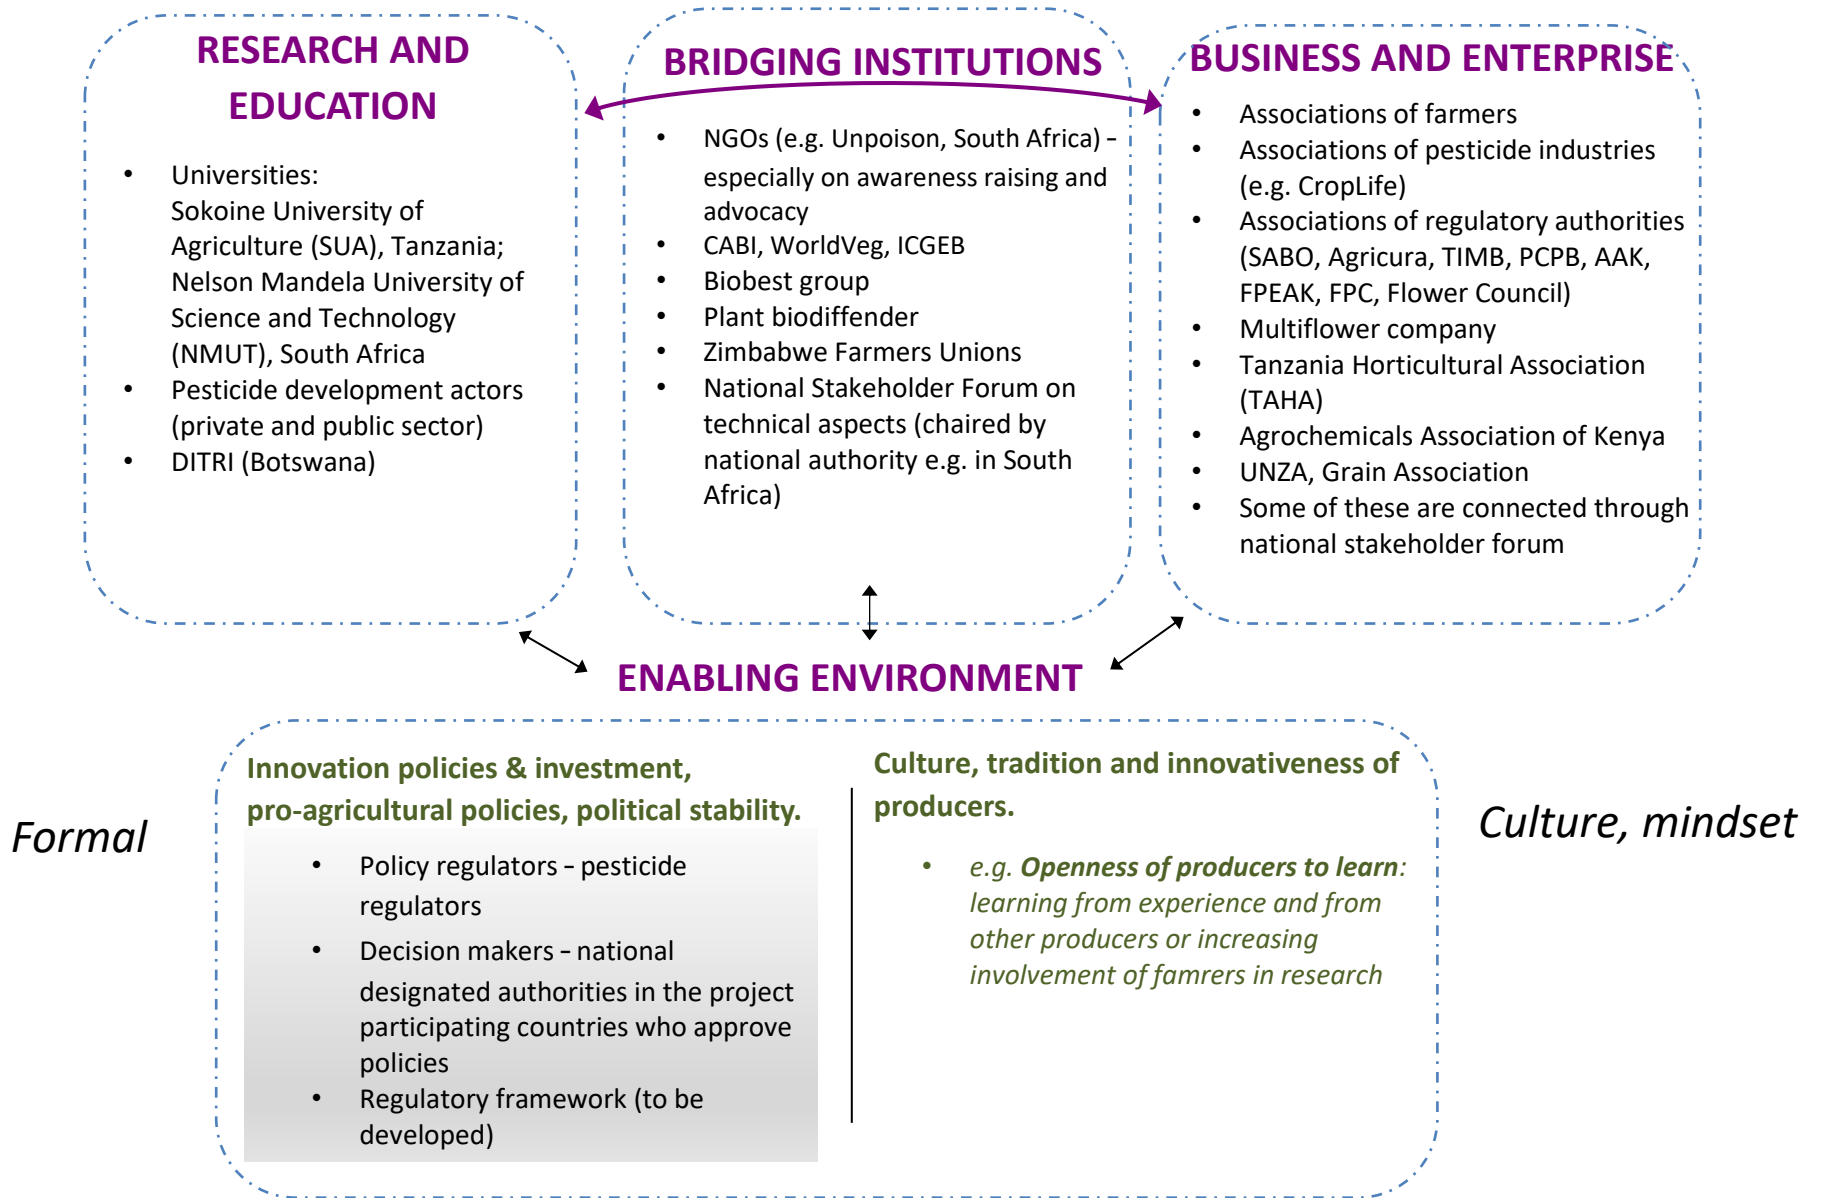 RESEARCH AND
EDUCATION
• Universities:
Sokoine University of
Agriculture (SUA), Tanzania;
Nelson Mandela University of
Science and Technology
(NMUT), South Africa
• Pesticide development actors
(private and public sector)
• DITRI (Botswana)
BRIDGING INSTITUTIONS
• NGOs (e.g. Unpoison, South Africa) –
especially on awareness raising and
advocacy
• CABI, WorldVeg, ICGEB
• Biobest group
• Plant biodiffender
• Zimbabwe Farmers Unions
• National Stakeholder Forum on
technical aspects (chaired by
national authority e.g. in South
Africa)
BUSINESS AND ENTERPRISE
• Associations of farmers
• Associations of pesticide industries
(e.g. CropLife)
• Associations of regulatory authorities
(SABO, Agricura, TIMB, PCPB, AAK,
FPEAK, FPC, Flower Council)
• Multiflower company
• Tanzania Horticultural Association
(TAHA)
• Agrochemicals Association of Kenya
• UNZA, Grain Association
• Some of these are connected through
national stakeholder forum
ENABLING ENVIRONMENT
Formal
Innovation policies & investment,
pro-agricultural policies, political stability.
• Policy regulators – pesticide
regulators
• Decision makers – national
designated authorities in the project
participating countries who approve
policies
• Regulatory framework (to be
developed)
Culture, tradition and innovativeness of
producers.
• e.g. Openness of producers to learn:
learning from experience and from
other producers or increasing
involvement of famrers in research
Culture, mindset